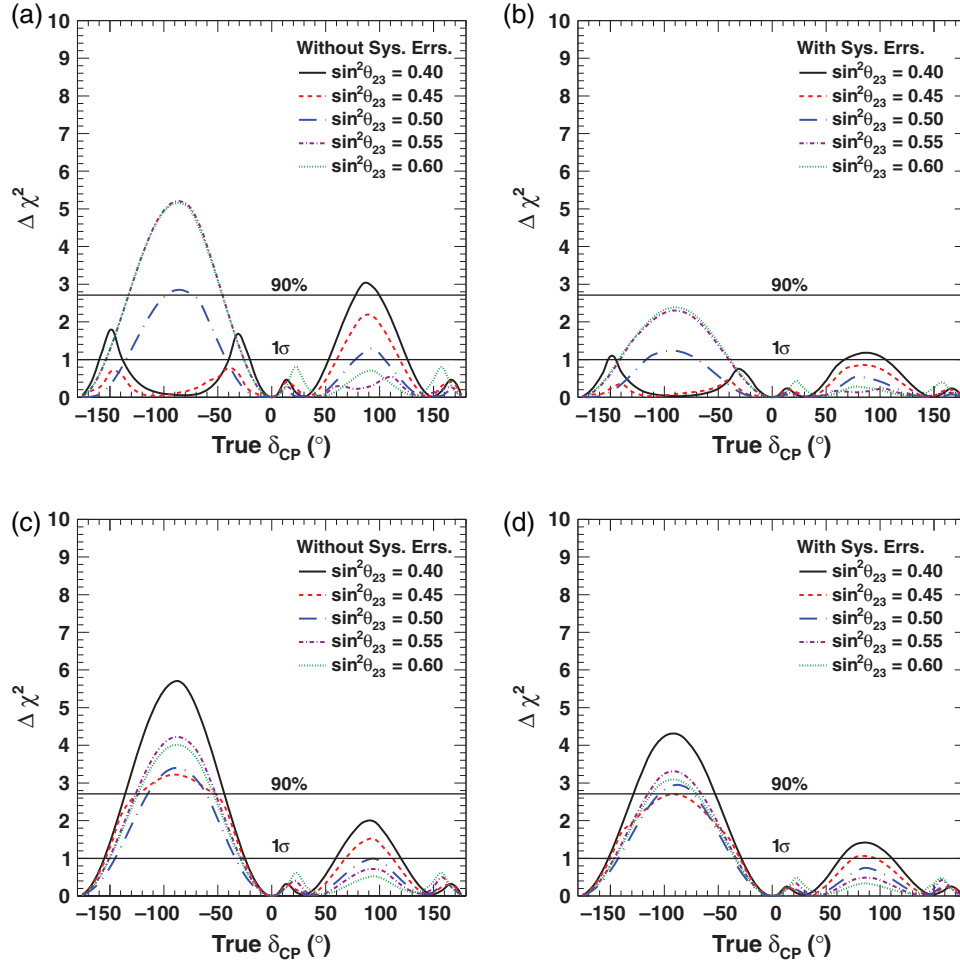 (a)
10
9
8
7
6
5
4
3
2
1
0
Δ χ²
Without Sys. Errs.
sin²θ₂₃ = 0.40
sin²θ₂₃ = 0.45
sin²θ₂₃ = 0.50
sin²θ₂₃ = 0.55
sin²θ₂₃ = 0.60
90%
1σ
−150 −100 −50 0 50 100 150
True δCP (°)
(b)
10
9
8
7
6
5
4
3
2
1
0
Δ χ²
With Sys. Errs.
sin²θ₂₃ = 0.40
sin²θ₂₃ = 0.45
sin²θ₂₃ = 0.50
sin²θ₂₃ = 0.55
sin²θ₂₃ = 0.60
90%
1σ
−150 −100 −50 0 50 100 150
True δCP (°)
(c)
10
9
8
7
6
5
4
3
2
1
0
Δ χ²
Without Sys. Errs.
sin²θ₂₃ = 0.40
sin²θ₂₃ = 0.45
sin²θ₂₃ = 0.50
sin²θ₂₃ = 0.55
sin²θ₂₃ = 0.60
90%
1σ
−150 −100 −50 0 50 100 150
True δCP (°)
(d)
10
9
8
7
6
5
4
3
2
1
0
Δ χ²
With Sys. Errs.
sin²θ₂₃ = 0.40
sin²θ₂₃ = 0.45
sin²θ₂₃ = 0.50
sin²θ₂₃ = 0.55
sin²θ₂₃ = 0.60
90%
1σ
−150 −100 −50 0 50 100 150
True δCP (°)